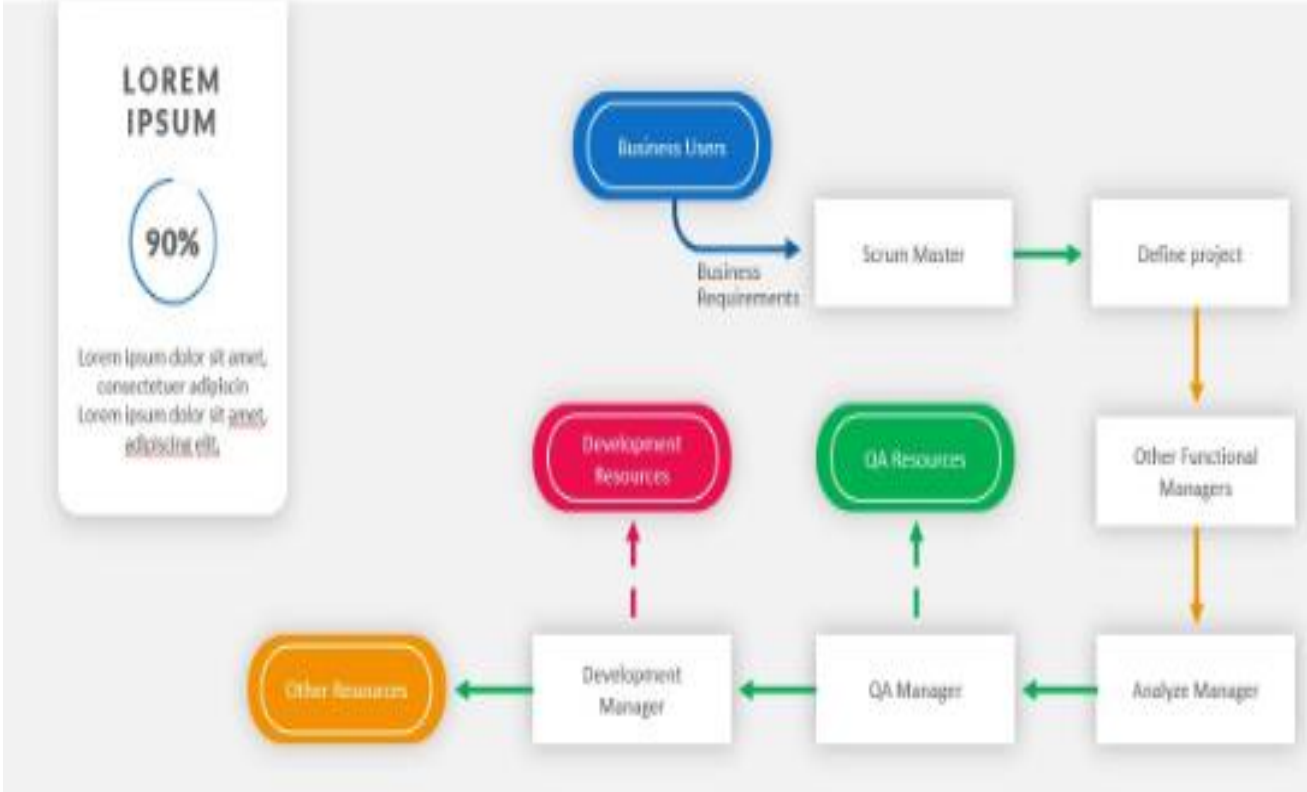 LOREM
IPSUM
90%
Lorem ipsum dolor sit amet,
consectetuer adipiscin
Lorem ipsum dolor sit amet,
adipiscing elit.
Business Users
Business
Requirements
Scrum Master
Define project
Development
Resources
QA Resources
Other Functional
Managers
Other Resources
Development
Manager
QA Manager
Analyze Manager